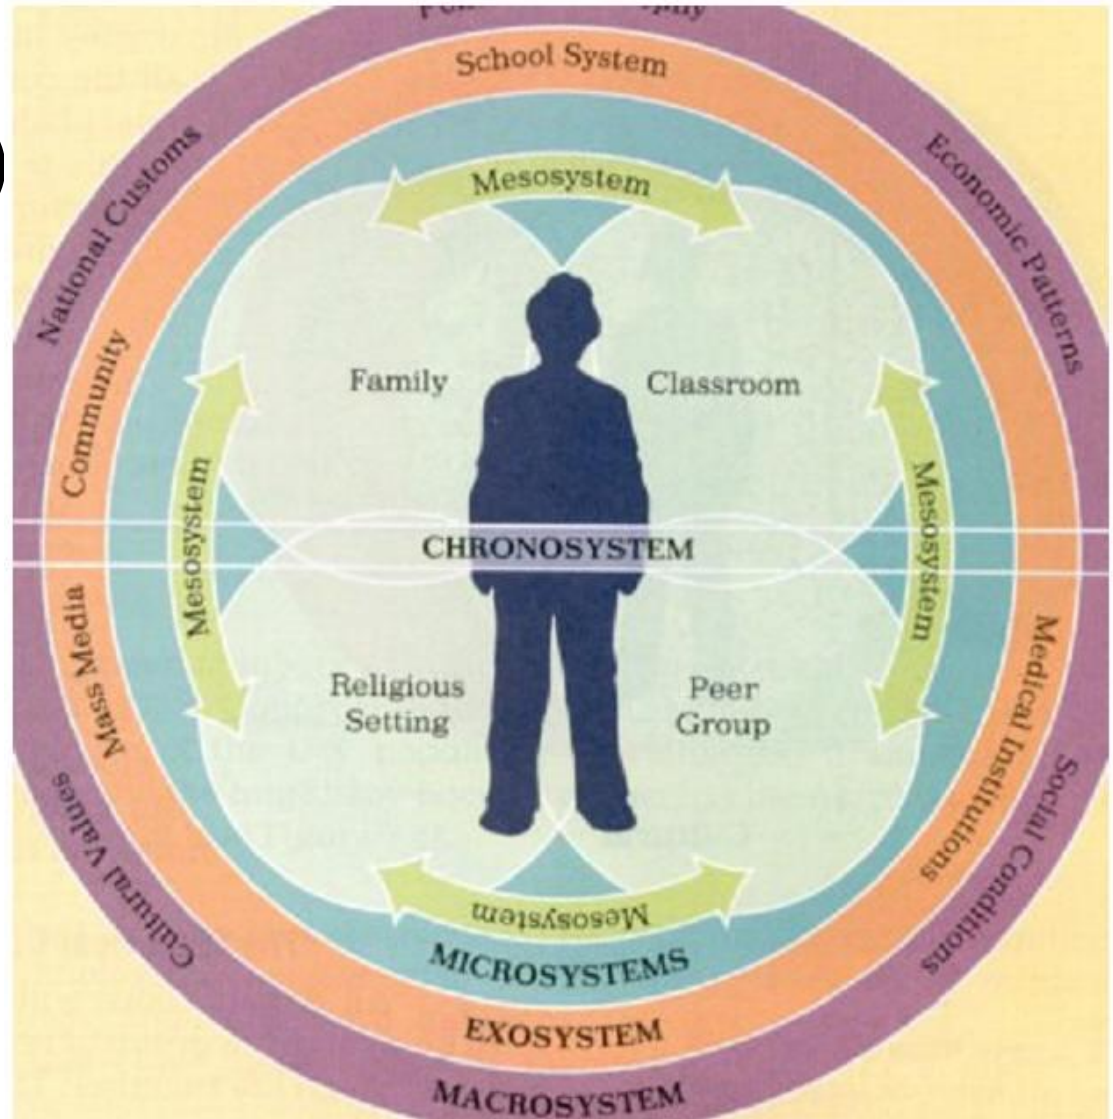 School System
Mesosystem
National Customs
Economic Patterns
Community
Family
Classroom
Mesosystem
Mesosystem
CHRONOSYSTEM
Mass Media
Medical Institutions
Religious
Setting
Peer
Group
Cultural Values
Social Conditions
Mesosystem
MICROSYSTEMS
EXOSYSTEM
MACROSYSTEM